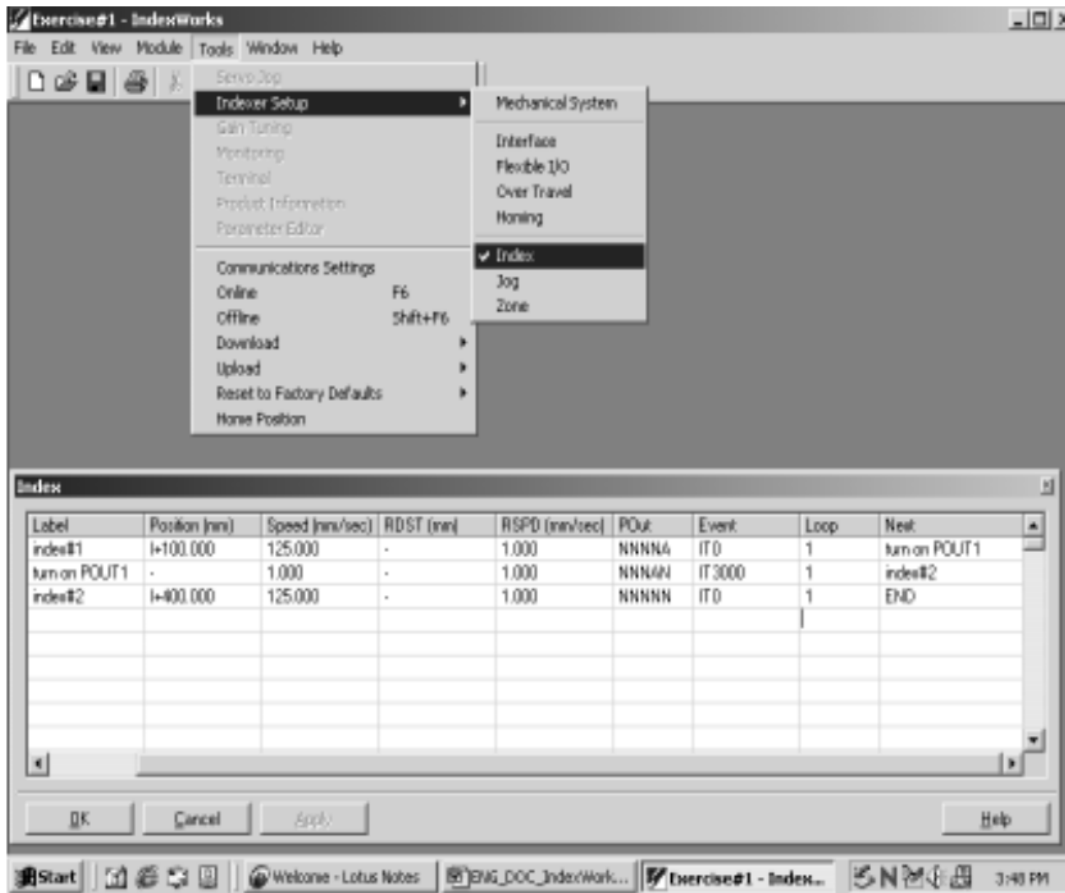 Exercise#1 - IndexWorks
File Edit View Module Tools Window Help
Servo Jog
Indexer Setup
Gain Tuning
Monitoring
Terminal
Product Information
Parameter Editor
Communications Settings
Online F6
Offline Shift+F6
Download
Upload
Reset to Factory Defaults
Home Position
Mechanical System
Interface
Flexible I/O
Over Travel
Homing
Index
Jog
Zone
Index
Label Position (mm) Speed (mm/sec) RDST (mm) RSPD (mm/sec) POut Event Loop Next
index#1 I+100.000 125.000 - 1.000 NNNNA IT0 1 turn on POUT1
turn on POUT1 - 1.000 - 1.000 NNNAN IT3000 1 index#2
index#2 I+400.000 125.000 - 1.000 NNNNN IT0 1 END
OK Cancel Apply Help
Start Welcome - Lotus Notes ENG_DOC_IndexWork... Exercise#1 - Index... 3:48 PM